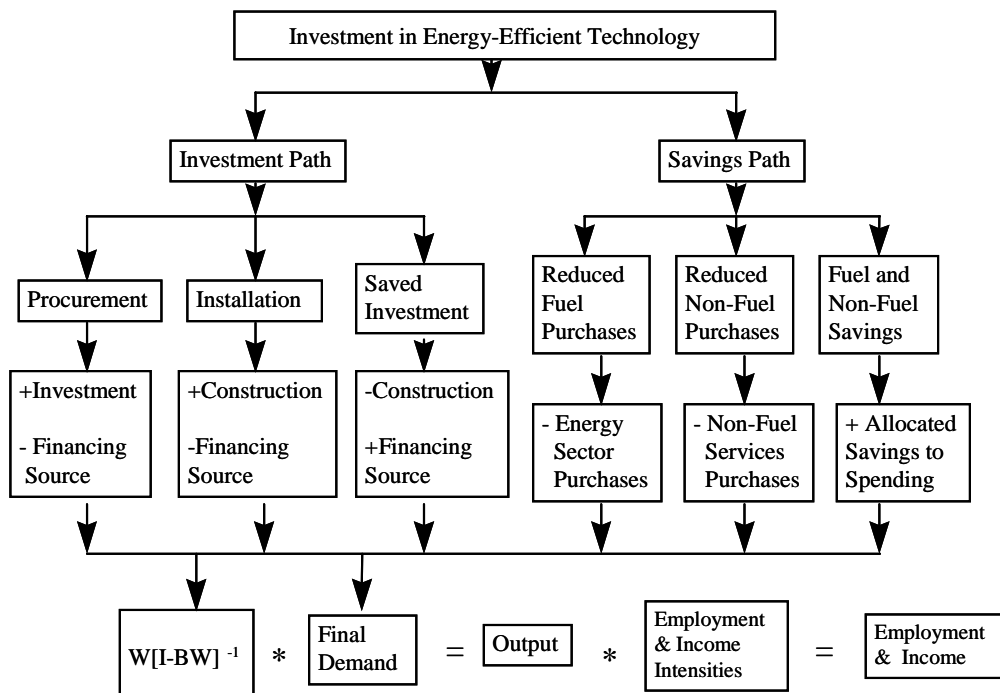 Investment in Energy-Efficient Technology
Investment Path
Savings Path
Procurement
Installation
Saved
Investment
Reduced
Fuel
Purchases
Reduced
Non-Fuel
Purchases
Fuel and
Non-Fuel
Savings
+Investment
- Financing
Source
+Construction
-Financing
Source
-Construction
+Financing
Source
- Energy
Sector
Purchases
- Non-Fuel
Services
Purchases
+ Allocated
Savings to
Spending
W[I-BW] -1
*
Final
Demand
=
Output
*
Employment
& Income
Intensities
=
Employment
& Income